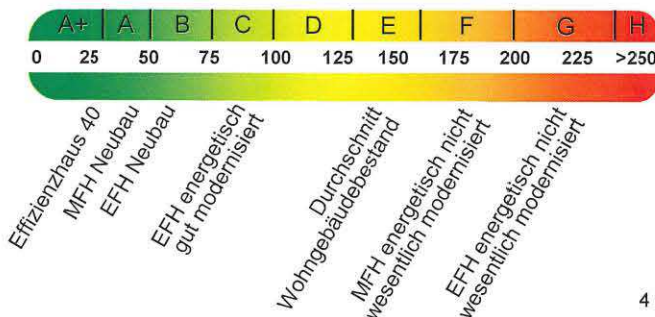 A+ A B C D E F G H
0 25 50 75 100 125 150 175 200 225 >250
Effizienzhaus 40
MFH Neubau
EFH Neubau
EFH energetisch
gut modernisiert
Durchschnitt
Wohngebäudebestand
MFH energetisch nicht
wesentlich modernisiert
EFH energetisch nicht
wesentlich modernisiert
4